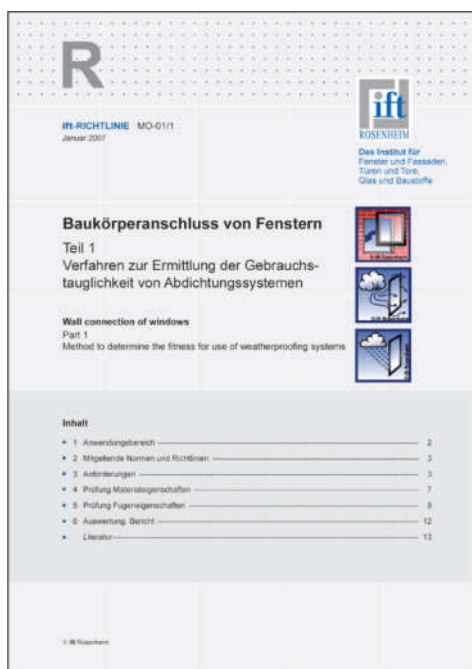 R
ift-RICHTLINIE MO-01/1
Januar 2007
ift
ROSENHEIM
Das Institut für
Fenster und Fassaden,
Türen und Tore,
Glas und Baustoffe
Baukörperanschluss von Fenstern
Teil 1
Verfahren zur Ermittlung der Gebrauchs-
tauglichkeit von Abdichtungssystemen
Wall connection of windows
Part 1
Method to determine the fitness for use of weatherproofing systems
Inhalt
1 Anwendungsbereich 2
2 Mitgeltende Normen und Richtlinien 3
3 Anforderungen 3
4 Prüfung Materialeigenschaften 7
5 Prüfung Fugeneigenschaften 9
6 Auswertung, Bericht 12
Literatur 13
© ift Rosenheim